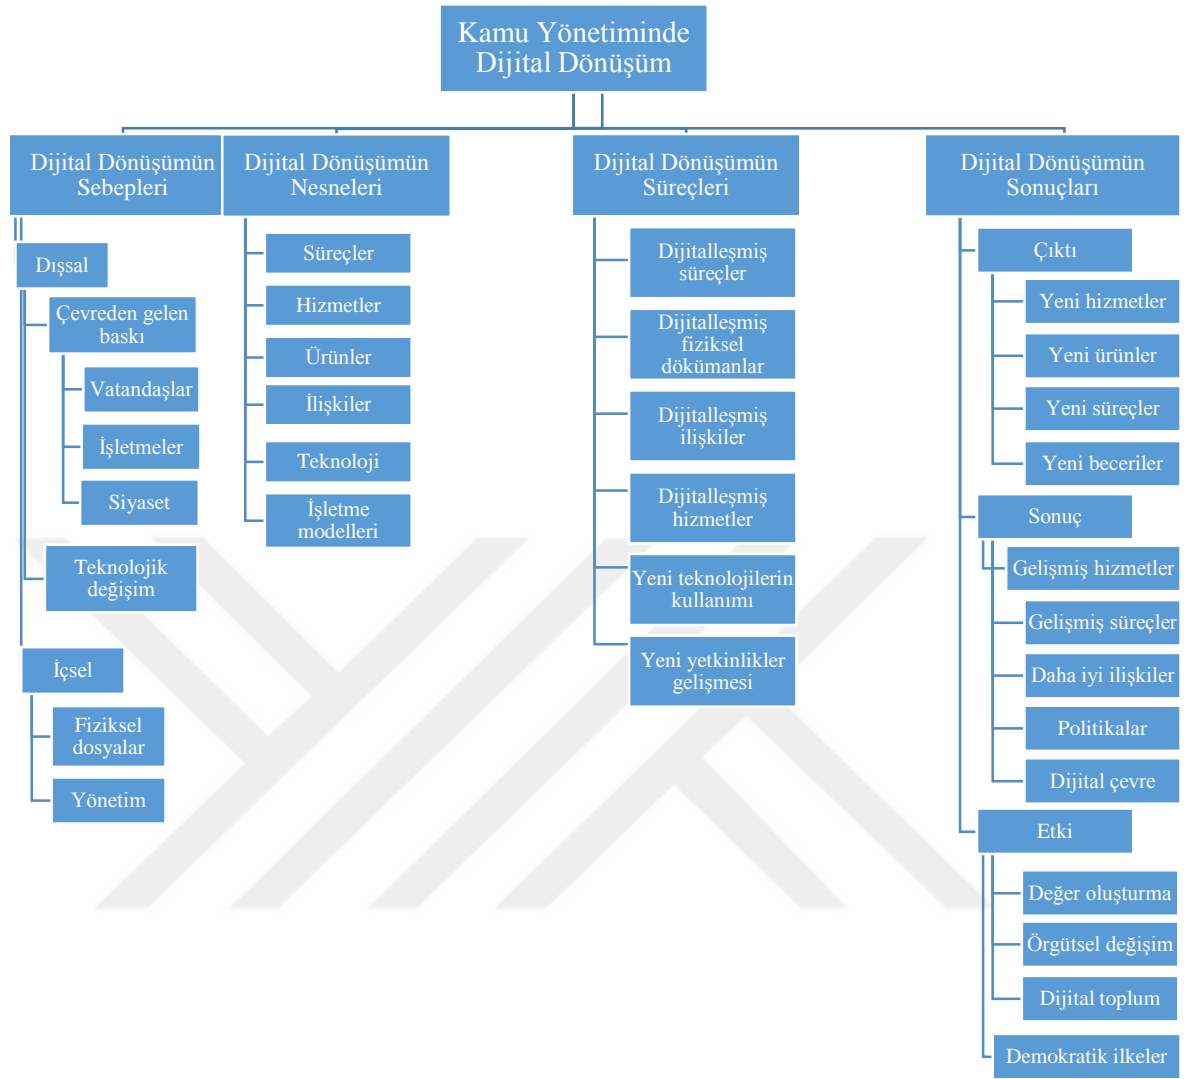 Kamu Yönetiminde
Dijital Dönüşüm
Dijital Dönüşümün
Sebepleri
Dışsal
Çevreden gelen
baskı
Vatandaşlar
İşletmeler
Siyaset
Teknolojik
değişim
İçsel
Fiziksel
dosyalar
Yönetim
Dijital Dönüşümün
Nesneleri
Süreçler
Hizmetler
Ürünler
İlişkiler
Teknoloji
İşletme
modelleri
Dijital Dönüşümün
Süreçleri
Dijitalleşmiş
süreçler
Dijitalleşmiş
fiziksel
dökümanlar
Dijitalleşmiş
ilişkiler
Dijitalleşmiş
hizmetler
Yeni teknolojilerin
kullanımı
Yeni yetkinlikler
gelişmesi
Dijital Dönüşümün
Sonuçları
Çıktı
Yeni hizmetler
Yeni ürünler
Yeni süreçler
Yeni beceriler
Sonuç
Gelişmiş hizmetler
Gelişmiş süreçler
Daha iyi ilişkiler
Politikalar
Dijital çevre
Etki
Değer oluşturma
Örgütsel değişim
Dijital toplum
Demokratik ilkeler